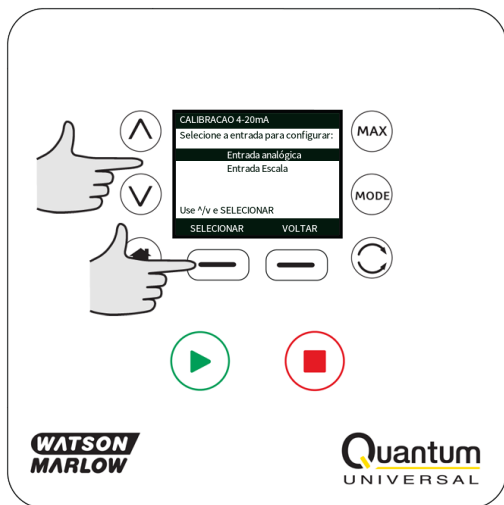 CALIBRACAO 4-20mA
Selecione a entrada para configurar:
Entrada analógica
Entrada Escala
Use ^/v e SELECIONAR
SELECIONAR VOLTAR
MAX
MODE
WATSON
MARLOW
Quantum
UNIVERSAL